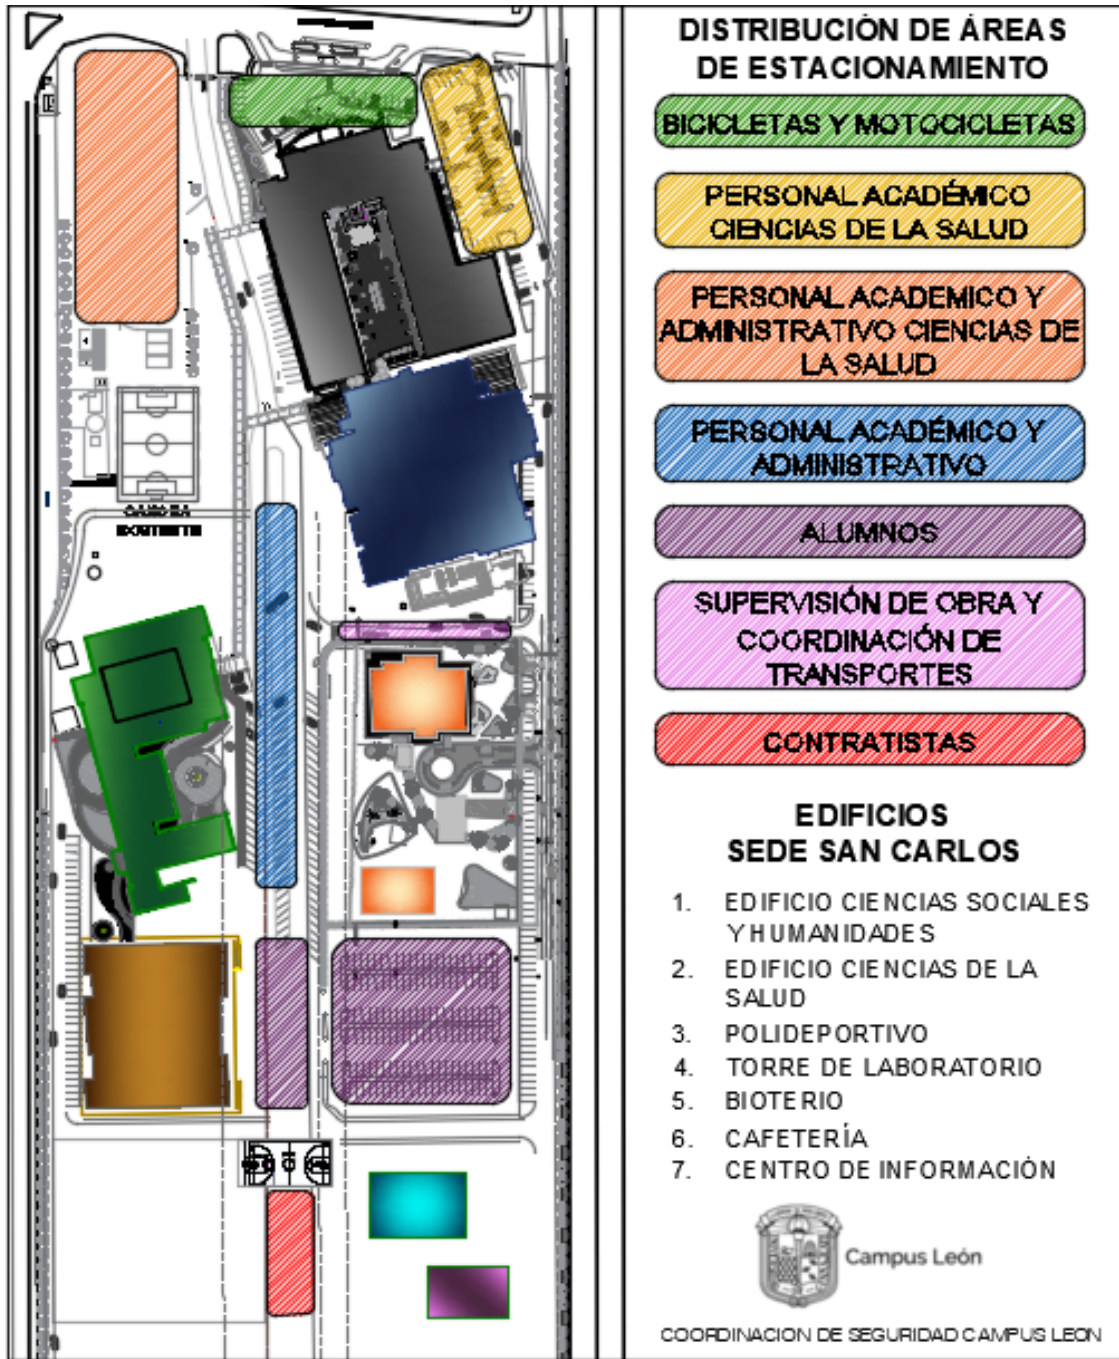 DISTRIBUCIÓN DE ÁREAS
DE ESTACIONAMIENTO
BICICLETAS Y MOTOCICLETAS
PERSONAL ACADÉMICO
CIENCIAS DE LA SALUD
PERSONAL ACADEMICO Y
ADMINISTRATIVO CIENCIAS DE
LA SALUD
PERSONAL ACADÉMICO Y
ADMINISTRATIVO
ALUMNOS
SUPERVISIÓN DE OBRA Y
COORDINACIÓN DE
TRANSPORTES
CONTRATISTAS
EDIFICIOS
SEDE SAN CARLOS
1. EDIFICIO CIENCIAS SOCIALES
Y HUMANIDADES
2. EDIFICIO CIENCIAS DE LA
SALUD
3. POLIDEPORTIVO
4. TORRE DE LABORATORIO
5. BIOTERIO
6. CAFETERÍA
7. CENTRO DE INFORMACIÓN
Campus León
COORDINACION DE SEGURIDAD CAMPUS LEON